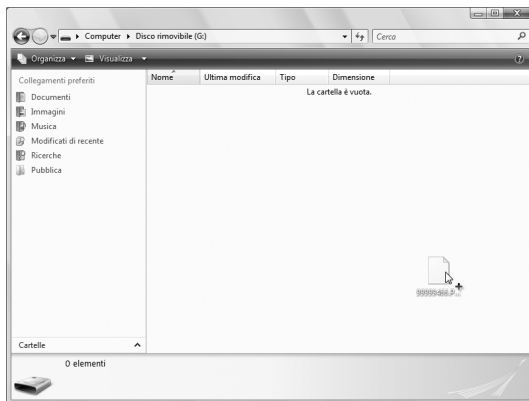 Computer Disco rimovibile (G:)
Cerca
Organizza Visualizza
Collegamenti preferiti
Documenti
Immagini
Musica
Modificati di recente
Ricerche
Pubblica
Nome Ultima modifica Tipo Dimensione
La cartella è vuota.
Cartelle
0 elementi